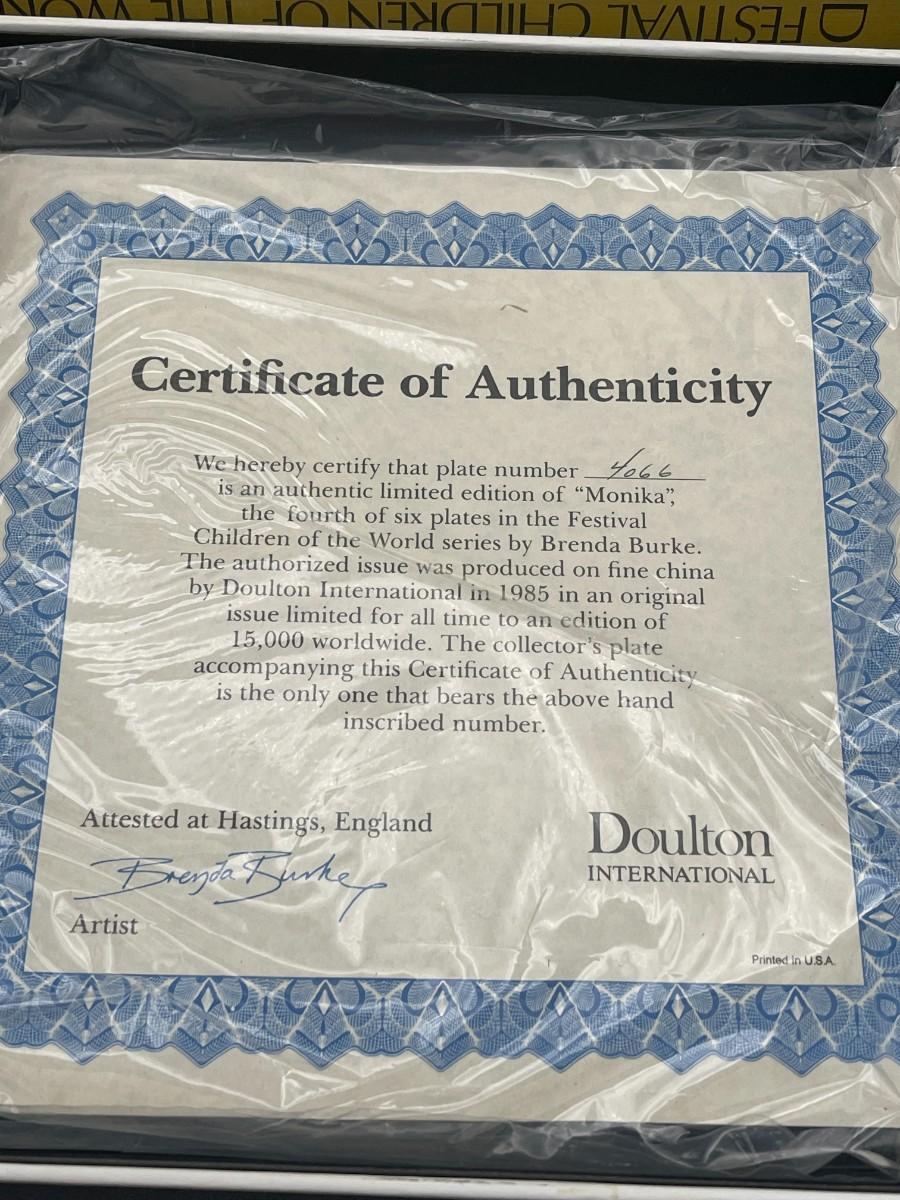 D FESTIVAL CHILDREN OF THE WOR
Certificate of Authenticity
We hereby certify that plate number 4066
is an authentic limited edition of “Monika”,
the fourth of six plates in the Festival
Children of the World series by Brenda Burke.
The authorized issue was produced on fine china
by Doulton International in 1985 in an original
issue limited for all time to an edition of
15,000 worldwide. The collector's plate
accompanying this Certificate of Authenticity
is the only one that bears the above hand
inscribed number.
Attested at Hastings, England
Brenda Burke
Artist
Doulton
INTERNATIONAL
Printed in U.S.A.